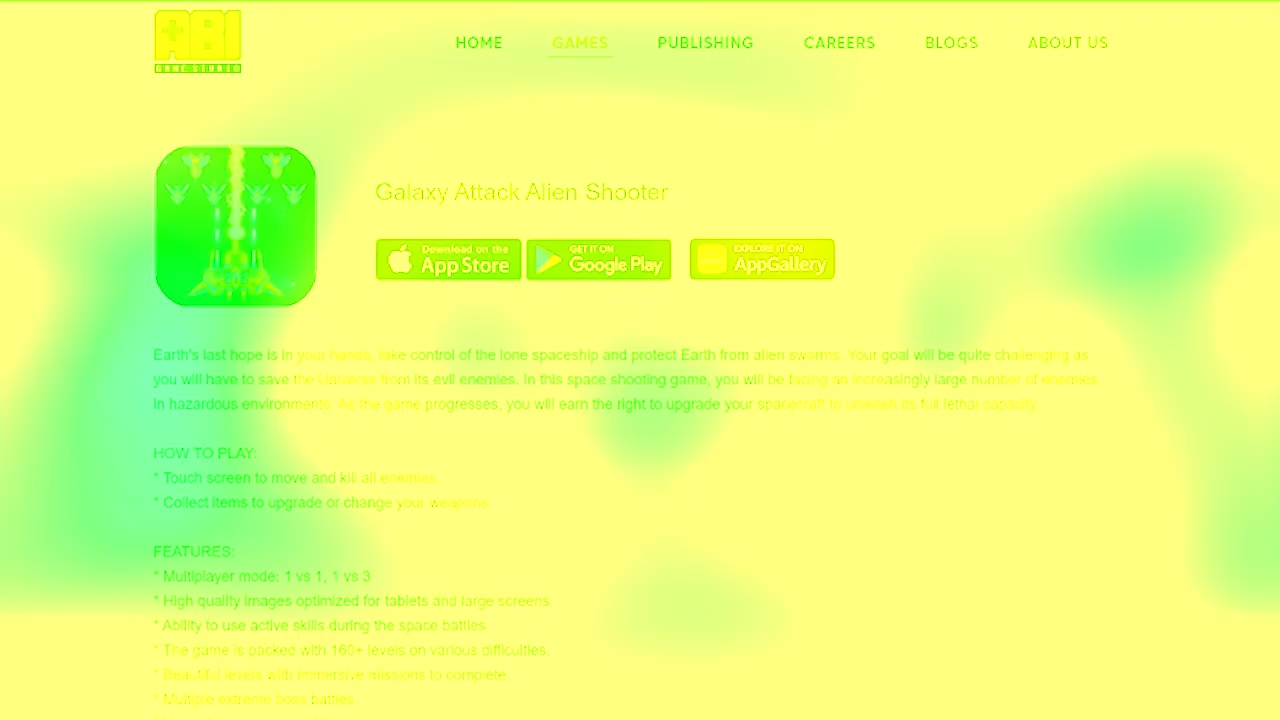 ABI
HOME GAMES PUBLISHING CAREERS BLOGS ABOUT US
Galaxy Attack Alien Shooter
Download on the App Store
GET IT ON Google Play
EXPLORE IT ON AppGallery
Earth's last hope is in your hands, take control of the lone spaceship and protect Earth from alien swarms. Your goal will be quite challenging as
you will have to save the Universe from its evil enemies. In this space shooting game, you will be facing an increasingly large number of enemies
in hazardous environments. As the game progresses, you will earn the right to upgrade your spacecraft to unleash its full lethal capacity.
HOW TO PLAY:
* Touch screen to move and kill all enemies.
* Collect items to upgrade or change your weapons.
FEATURES:
* Multiplayer mode: 1 vs 1, 1 vs 3
* High quality images optimized for tablets and large screens.
* Ability to use active skills during the space battles.
* The game is packed with 160+ levels on various difficulties.
* Beautiful levels with immersive missions to complete.
* Multiple extreme boss battles.